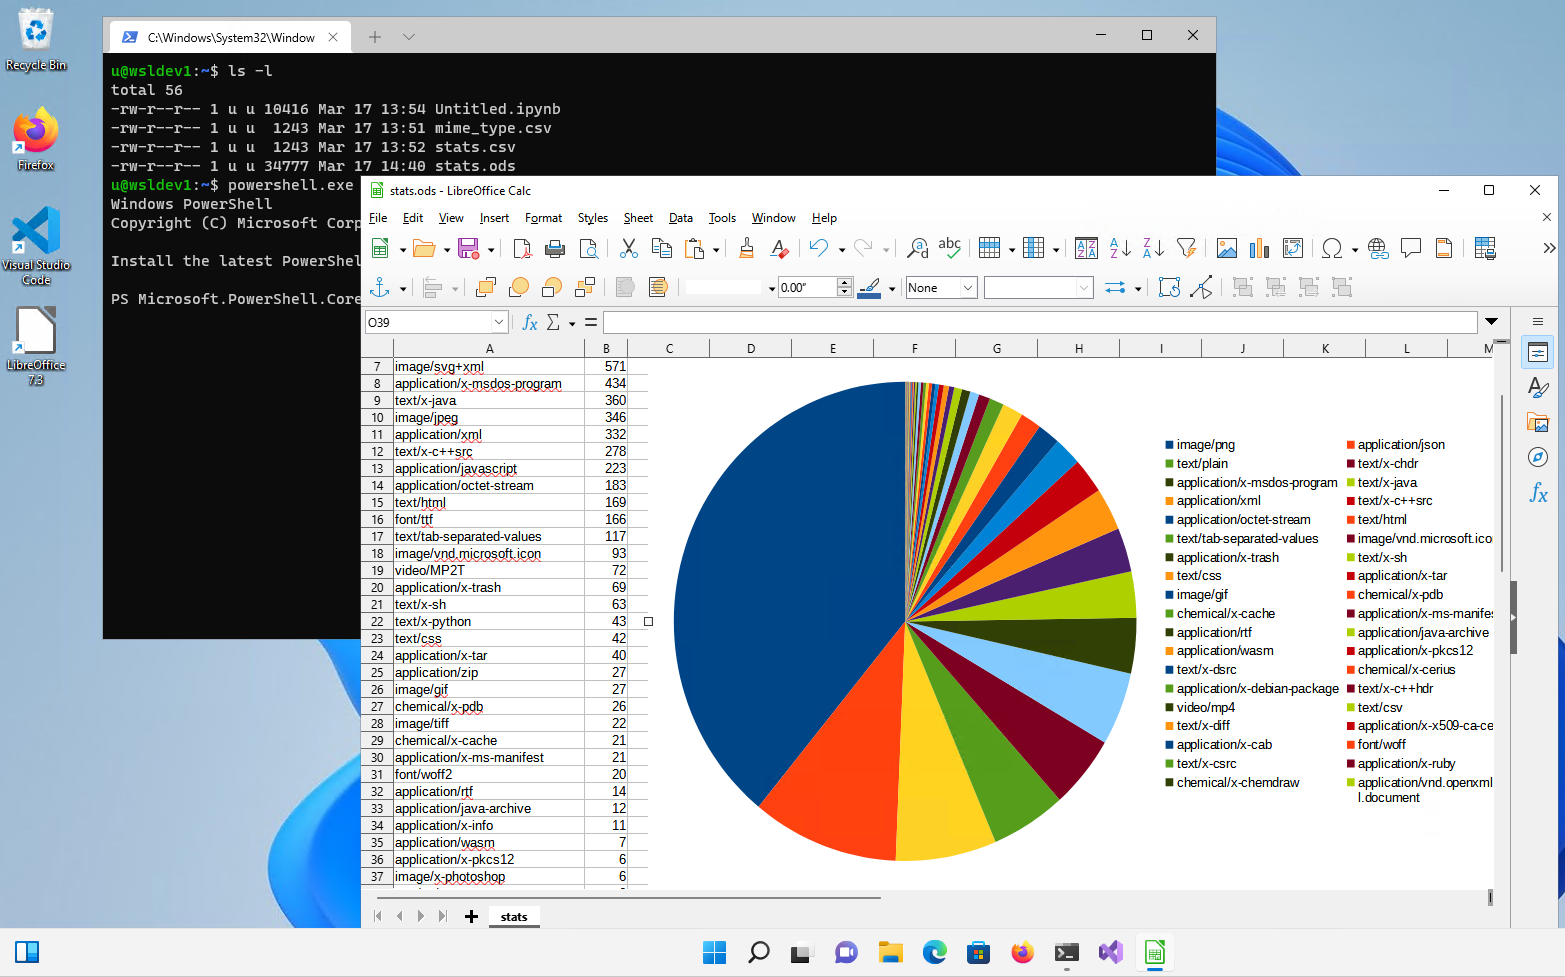 Recycle Bin
Firefox
Visual Studio
Code
LibreOffice
7.3
C:\Windows\System32\Window
u@wsldev1:~$ ls -l
total 56
-rw-r--r-- 1 u u 10416 Mar 17 13:54 Untitled.ipynb
-rw-r--r-- 1 u u  1243 Mar 17 13:51 mime_type.csv
-rw-r--r-- 1 u u  1243 Mar 17 13:52 stats.csv
-rw-r--r-- 1 u u 34777 Mar 17 14:40 stats.ods
u@wsldev1:~$ powershell.exe
Windows PowerShell
Copyright (C) Microsoft Corp
Install the latest PowerShel
PS Microsoft.PowerShell.Core
stats.ods - LibreOffice Calc
File Edit View Insert Format Styles Sheet Data Tools Window Help
abc
0.00"
None
O39
fx Σ =
A B C D E F G H I J K L M
7 image/svg+xml 571
8 application/x-msdos-program 434
9 text/x-java 360
10 image/jpeg 346
11 application/xml 332
12 text/x-c++src 278
13 application/javascript 223
14 application/octet-stream 183
15 text/html 169
16 font/ttf 166
17 text/tab-separated-values 117
18 image/vnd.microsoft.icon 93
19 video/MP2T 72
20 application/x-trash 69
21 text/x-sh 63
22 text/x-python 43
23 text/css 42
24 application/x-tar 40
25 application/zip 27
26 image/gif 27
27 chemical/x-pdb 26
28 image/tiff 22
29 chemical/x-cache 21
30 application/x-ms-manifest 21
31 font/woff2 20
32 application/rtf 14
33 application/java-archive 12
34 application/x-info 11
35 application/wasm 7
36 application/x-pkcs12 6
37 image/x-photoshop 6
image/png application/json
text/plain text/x-chdr
application/x-msdos-program text/x-java
application/xml text/x-c++src
application/octet-stream text/html
text/tab-separated-values image/vnd.microsoft.ico
application/x-trash text/x-sh
text/css application/x-tar
image/gif chemical/x-pdb
chemical/x-cache application/x-ms-manifes
application/rtf application/java-archive
application/wasm application/x-pkcs12
text/x-dsrc chemical/x-cerius
application/x-debian-package text/x-c++hdr
video/mp4 text/csv
text/x-diff application/x-x509-ca-ce
application/x-cab font/woff
text/x-csrc application/x-ruby
chemical/x-chemdraw application/vnd.openxml
l.document
stats